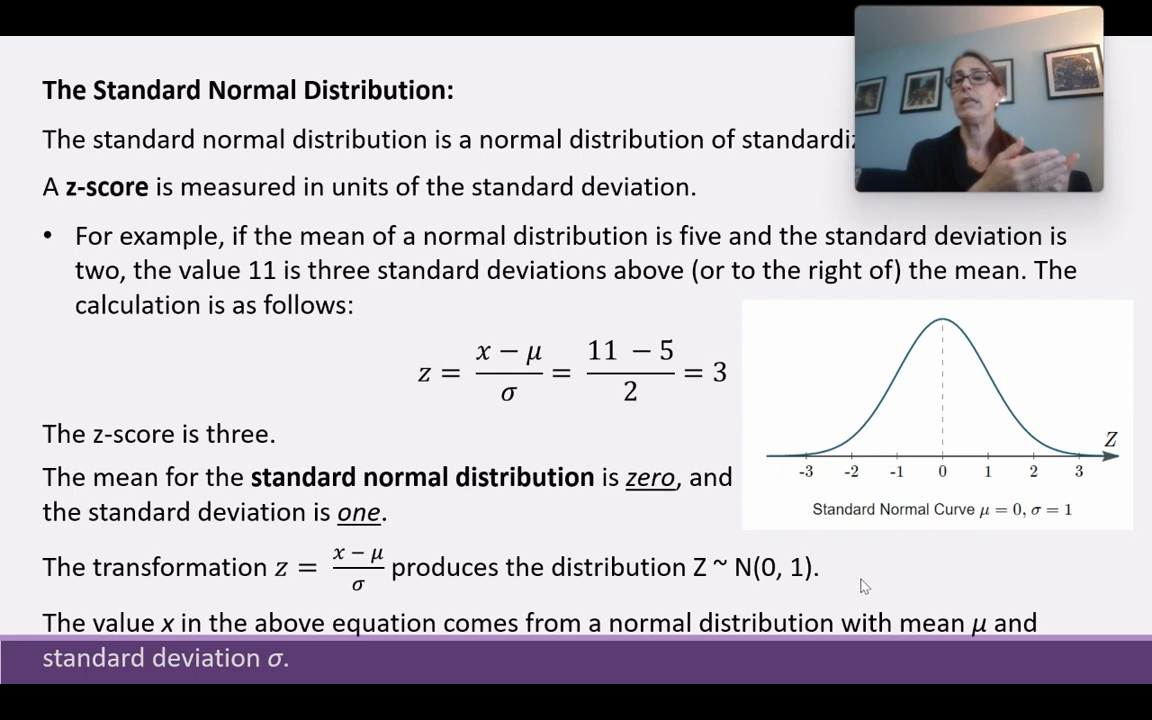 The Standard Normal Distribution:
The standard normal distribution is a normal distribution of
A z-score is measured in units of the standard deviation.
• For example, if the mean of a normal distribution is five and the standard deviation is
two, the value 11 is three standard deviations above (or to the right of) the mean. The
calculation is as follows:
z = (x − μ)/σ = (11 − 5)/2 = 3
The z-score is three.
The mean for the standard normal distribution is zero, and
the standard deviation is one.
Z
-3 -2 -1 0 1 2 3
Standard Normal Curve μ = 0, σ = 1
The transformation z = (x − μ)/σ produces the distribution Z ~ N(0, 1).
The value x in the above equation comes from a normal distribution with mean μ and
standard deviation σ.